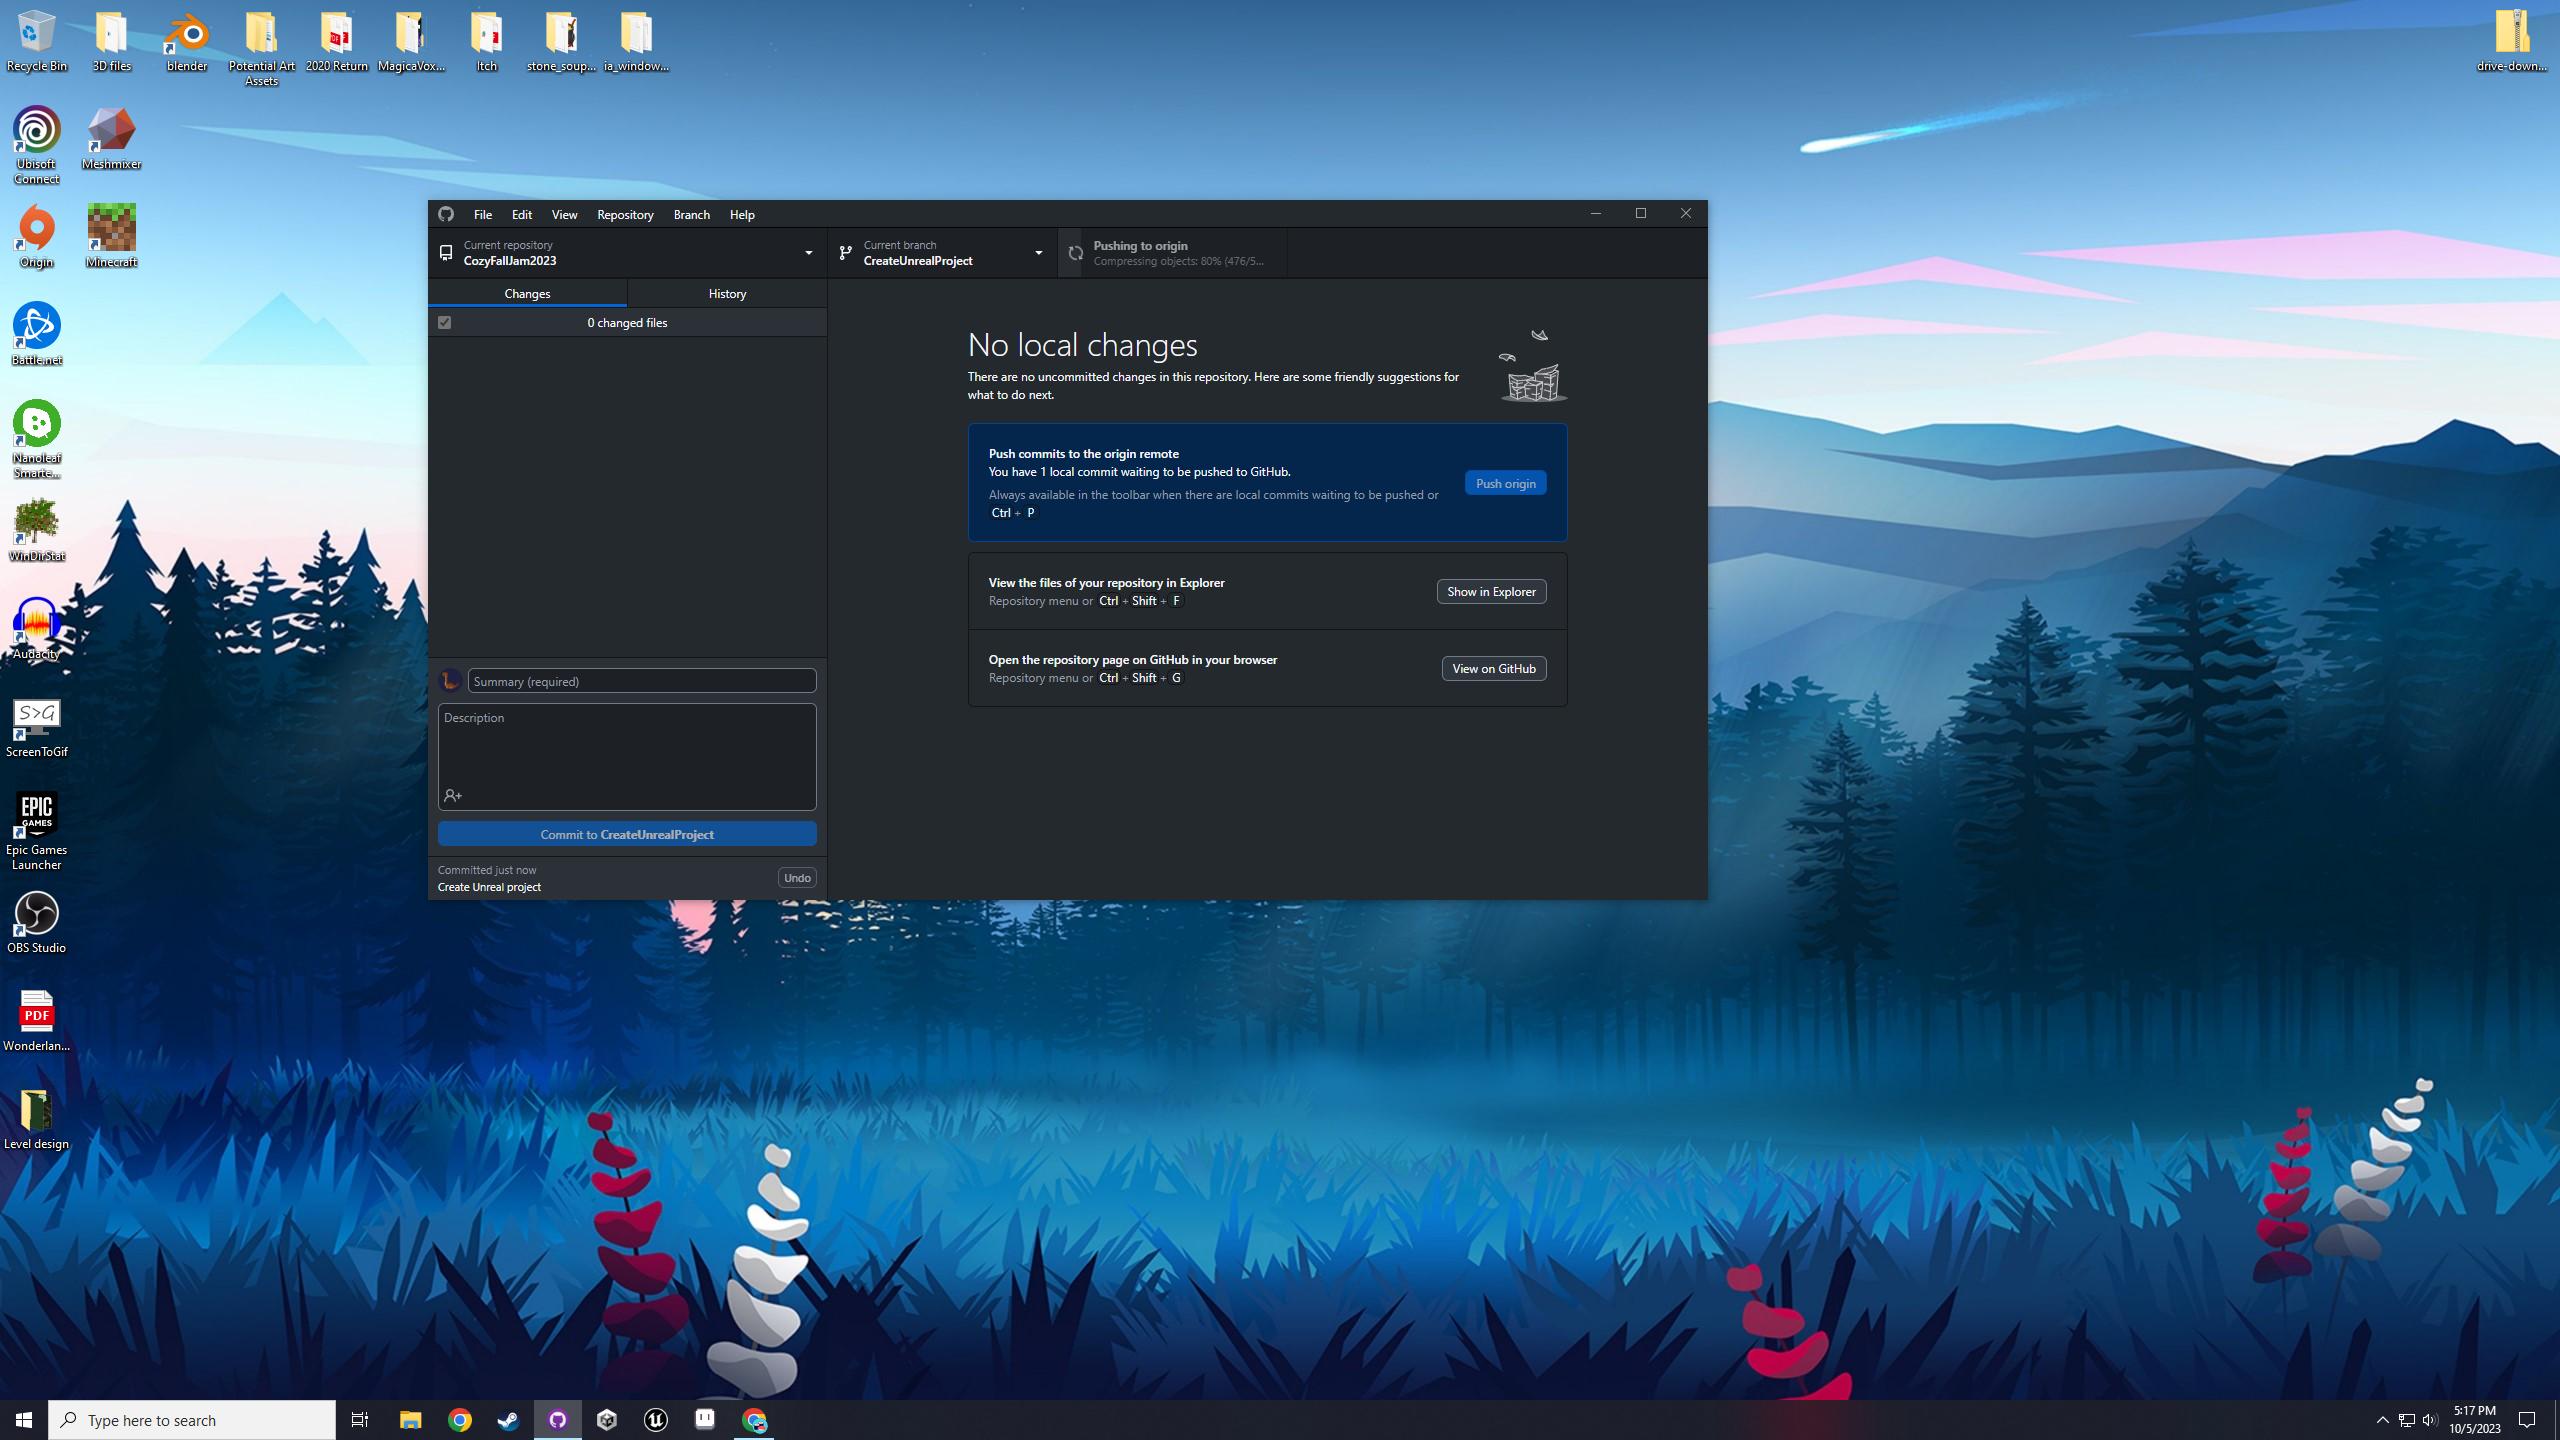 Recycle Bin
3D files
blender
Potential Art
Assets
2020 Return
MagicaVox...
Itch
stone_soup...
ia_window...
drive-down...
Ubisoft
Connect
Meshmixer
Origin
Minecraft
Battle.net
Nanoleaf
Smarte...
WinDirStat
Audacity
S>G
ScreenToGif
EPIC
GAMES
Epic Games
Launcher
OBS Studio
PDF
Wonderlan...
Level design
File Edit View Repository Branch Help
Current repository
CozyFallJam2023
Current branch
CreateUnrealProject
Pushing to origin
Compressing objects: 80% (476/5...
Changes
History
0 changed files
No local changes
There are no uncommitted changes in this repository. Here are some friendly suggestions for
what to do next.
Push commits to the origin remote
You have 1 local commit waiting to be pushed to GitHub.
Always available in the toolbar when there are local commits waiting to be pushed or
Ctrl + P
Push origin
View the files of your repository in Explorer
Repository menu or Ctrl + Shift + F
Show in Explorer
Open the repository page on GitHub in your browser
Repository menu or Ctrl + Shift + G
View on GitHub
Summary (required)
Description
Commit to CreateUnrealProject
Committed just now
Create Unreal project
Undo
Type here to search
5:17 PM
10/5/2023